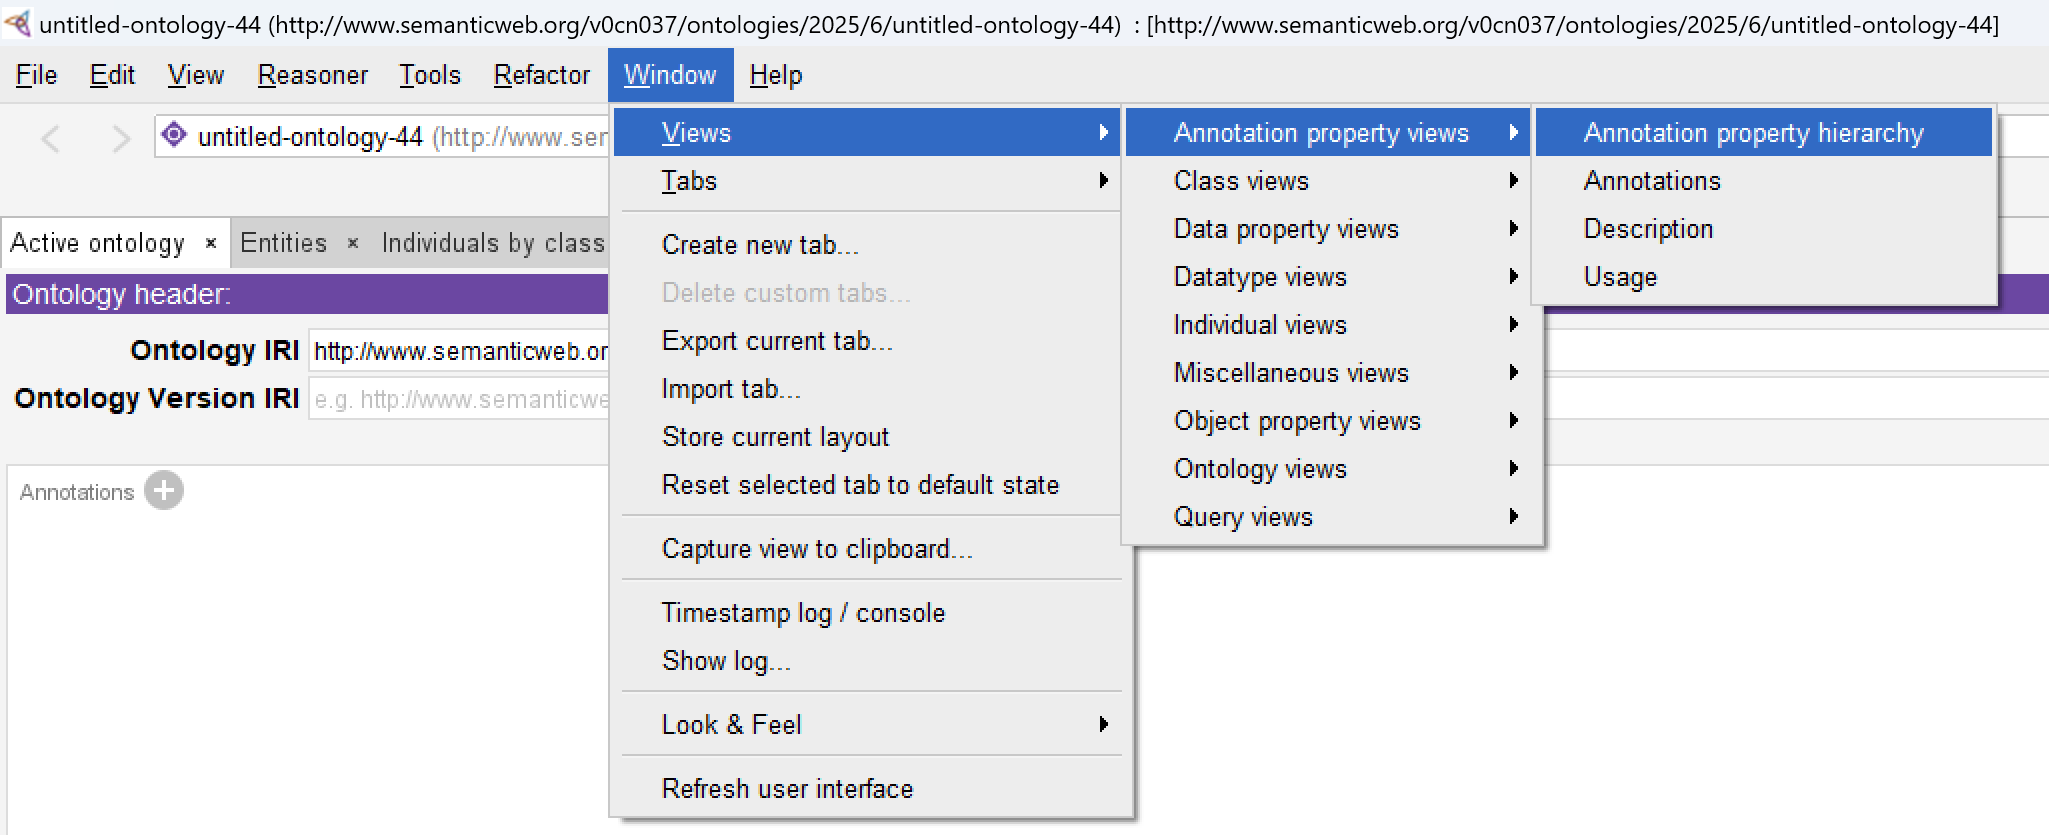 untitled-ontology-44 (http://www.semanticweb.org/v0cn037/ontologies/2025/6/untitled-ontology-44) : [http://www.semanticweb.org/v0cn037/ontologies/2025/6/untitled-ontology-44]
File Edit View Reasoner Tools Refactor Window Help
untitled-ontology-44 (http://www.ser
Active ontology × Entities × Individuals by class
Ontology header:
Ontology IRI http://www.semanticweb.or
Ontology Version IRI e.g. http://www.semanticwe
Annotations
Views
Tabs
Create new tab...
Delete custom tabs...
Export current tab...
Import tab...
Store current layout
Reset selected tab to default state
Capture view to clipboard...
Timestamp log / console
Show log...
Look & Feel
Refresh user interface
Annotation property views
Class views
Data property views
Datatype views
Individual views
Miscellaneous views
Object property views
Ontology views
Query views
Annotation property hierarchy
Annotations
Description
Usage